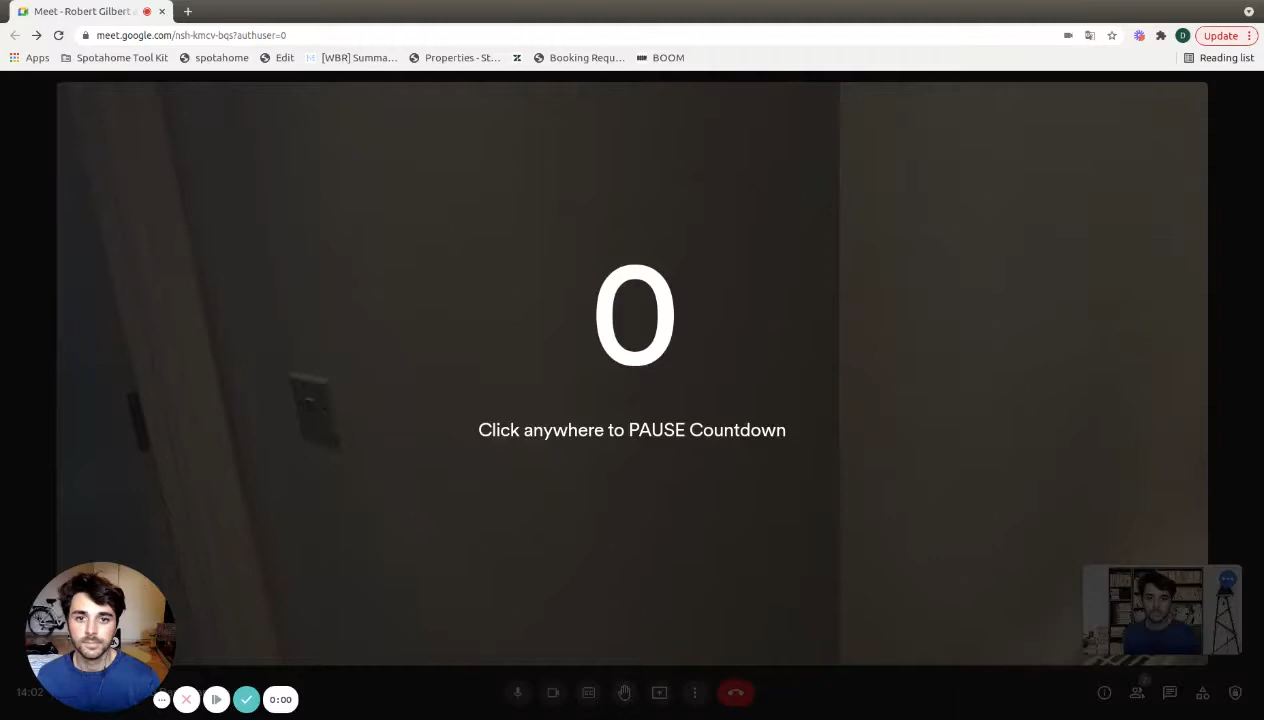 Meet - Robert Gilbert
meet.google.com/nsh-kmcv-bqs?authuser=0
D
Update
Apps
Spotahome Tool Kit
spotahome
Edit
[WBR] Summa...
Properties - St...
Booking Requ...
BOOM
Reading list
0
Click anywhere to PAUSE Countdown
14:02
0:00